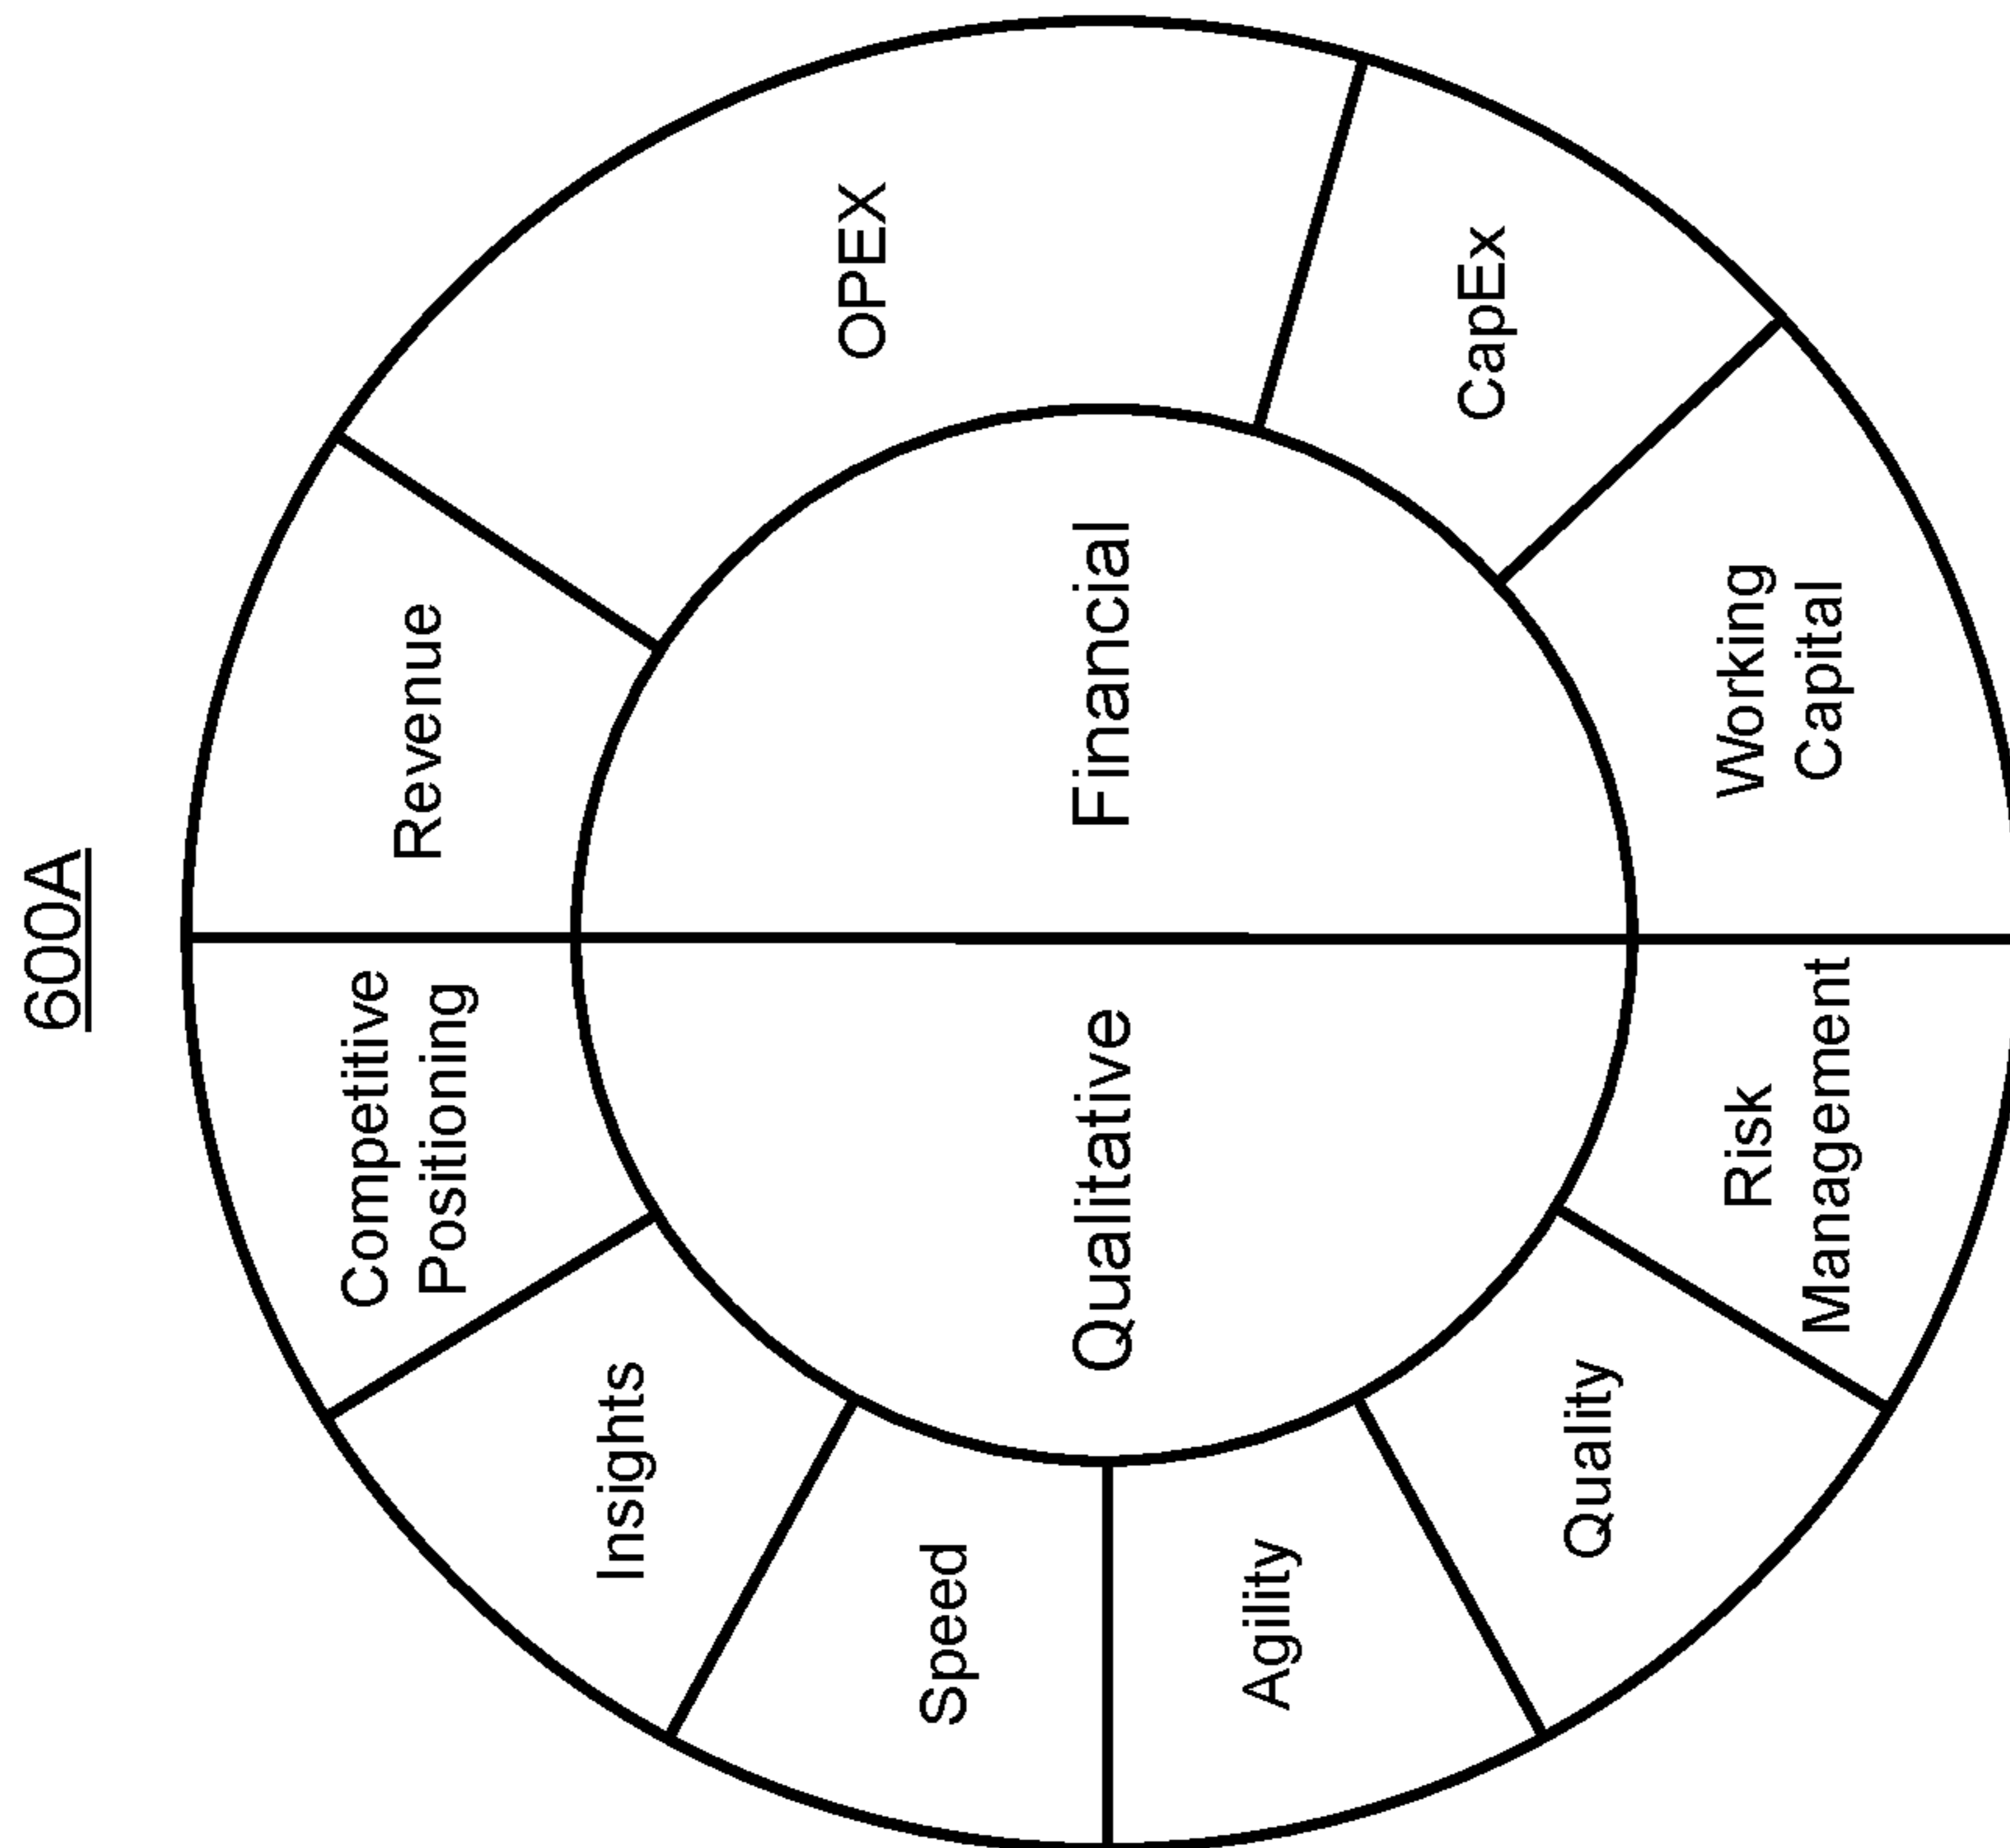 600A
Competitive
Positioning
Revenue
Insights
OPEX
Speed
Qualitative
Financial
Agility
CapEx
Quality
Risk
Management
Working
Capital